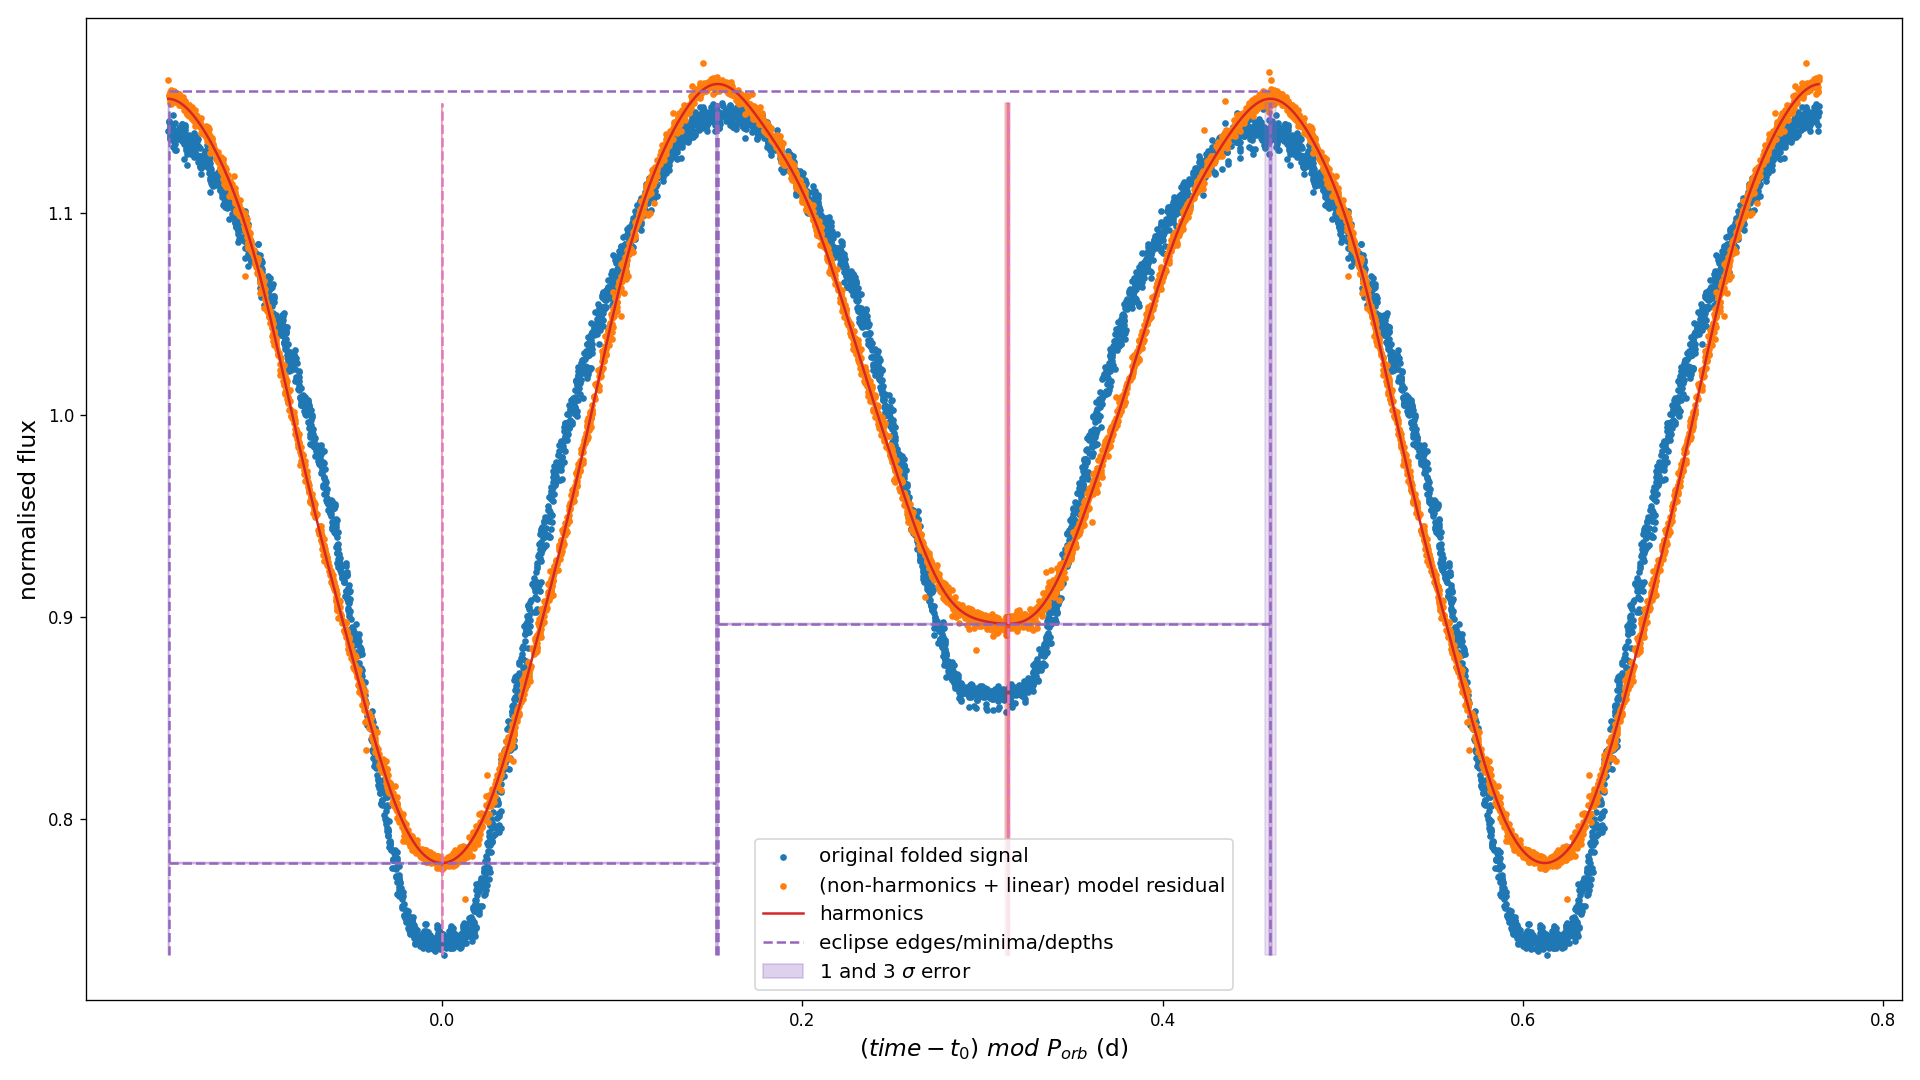 normalised flux
1.1
1.0
0.9
0.8
original folded signal
(non-harmonics + linear) model residual
harmonics
eclipse edges/minima/depths
1 and 3 σ error
0.0 0.2 0.4 0.6 0.8
(time − t₀) mod Pₒᵣb (d)